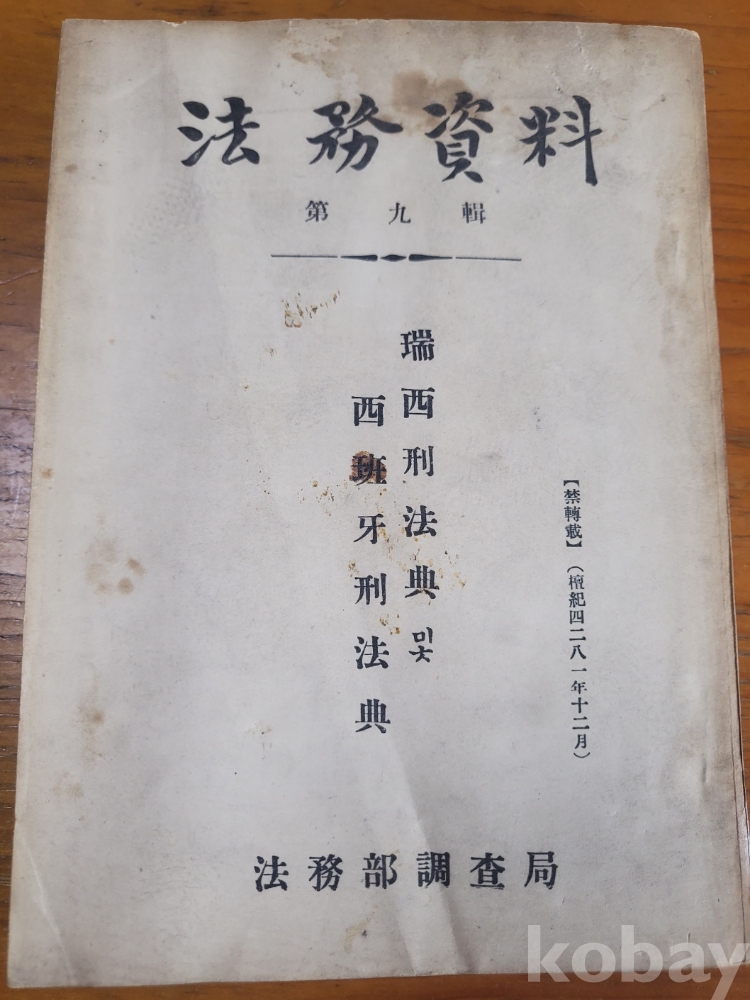 法務資料
第九輯
【禁轉載】(檀紀四二八一年十二月)
瑞西刑法典 및
西班牙刑法典
法務部調査局
kobay